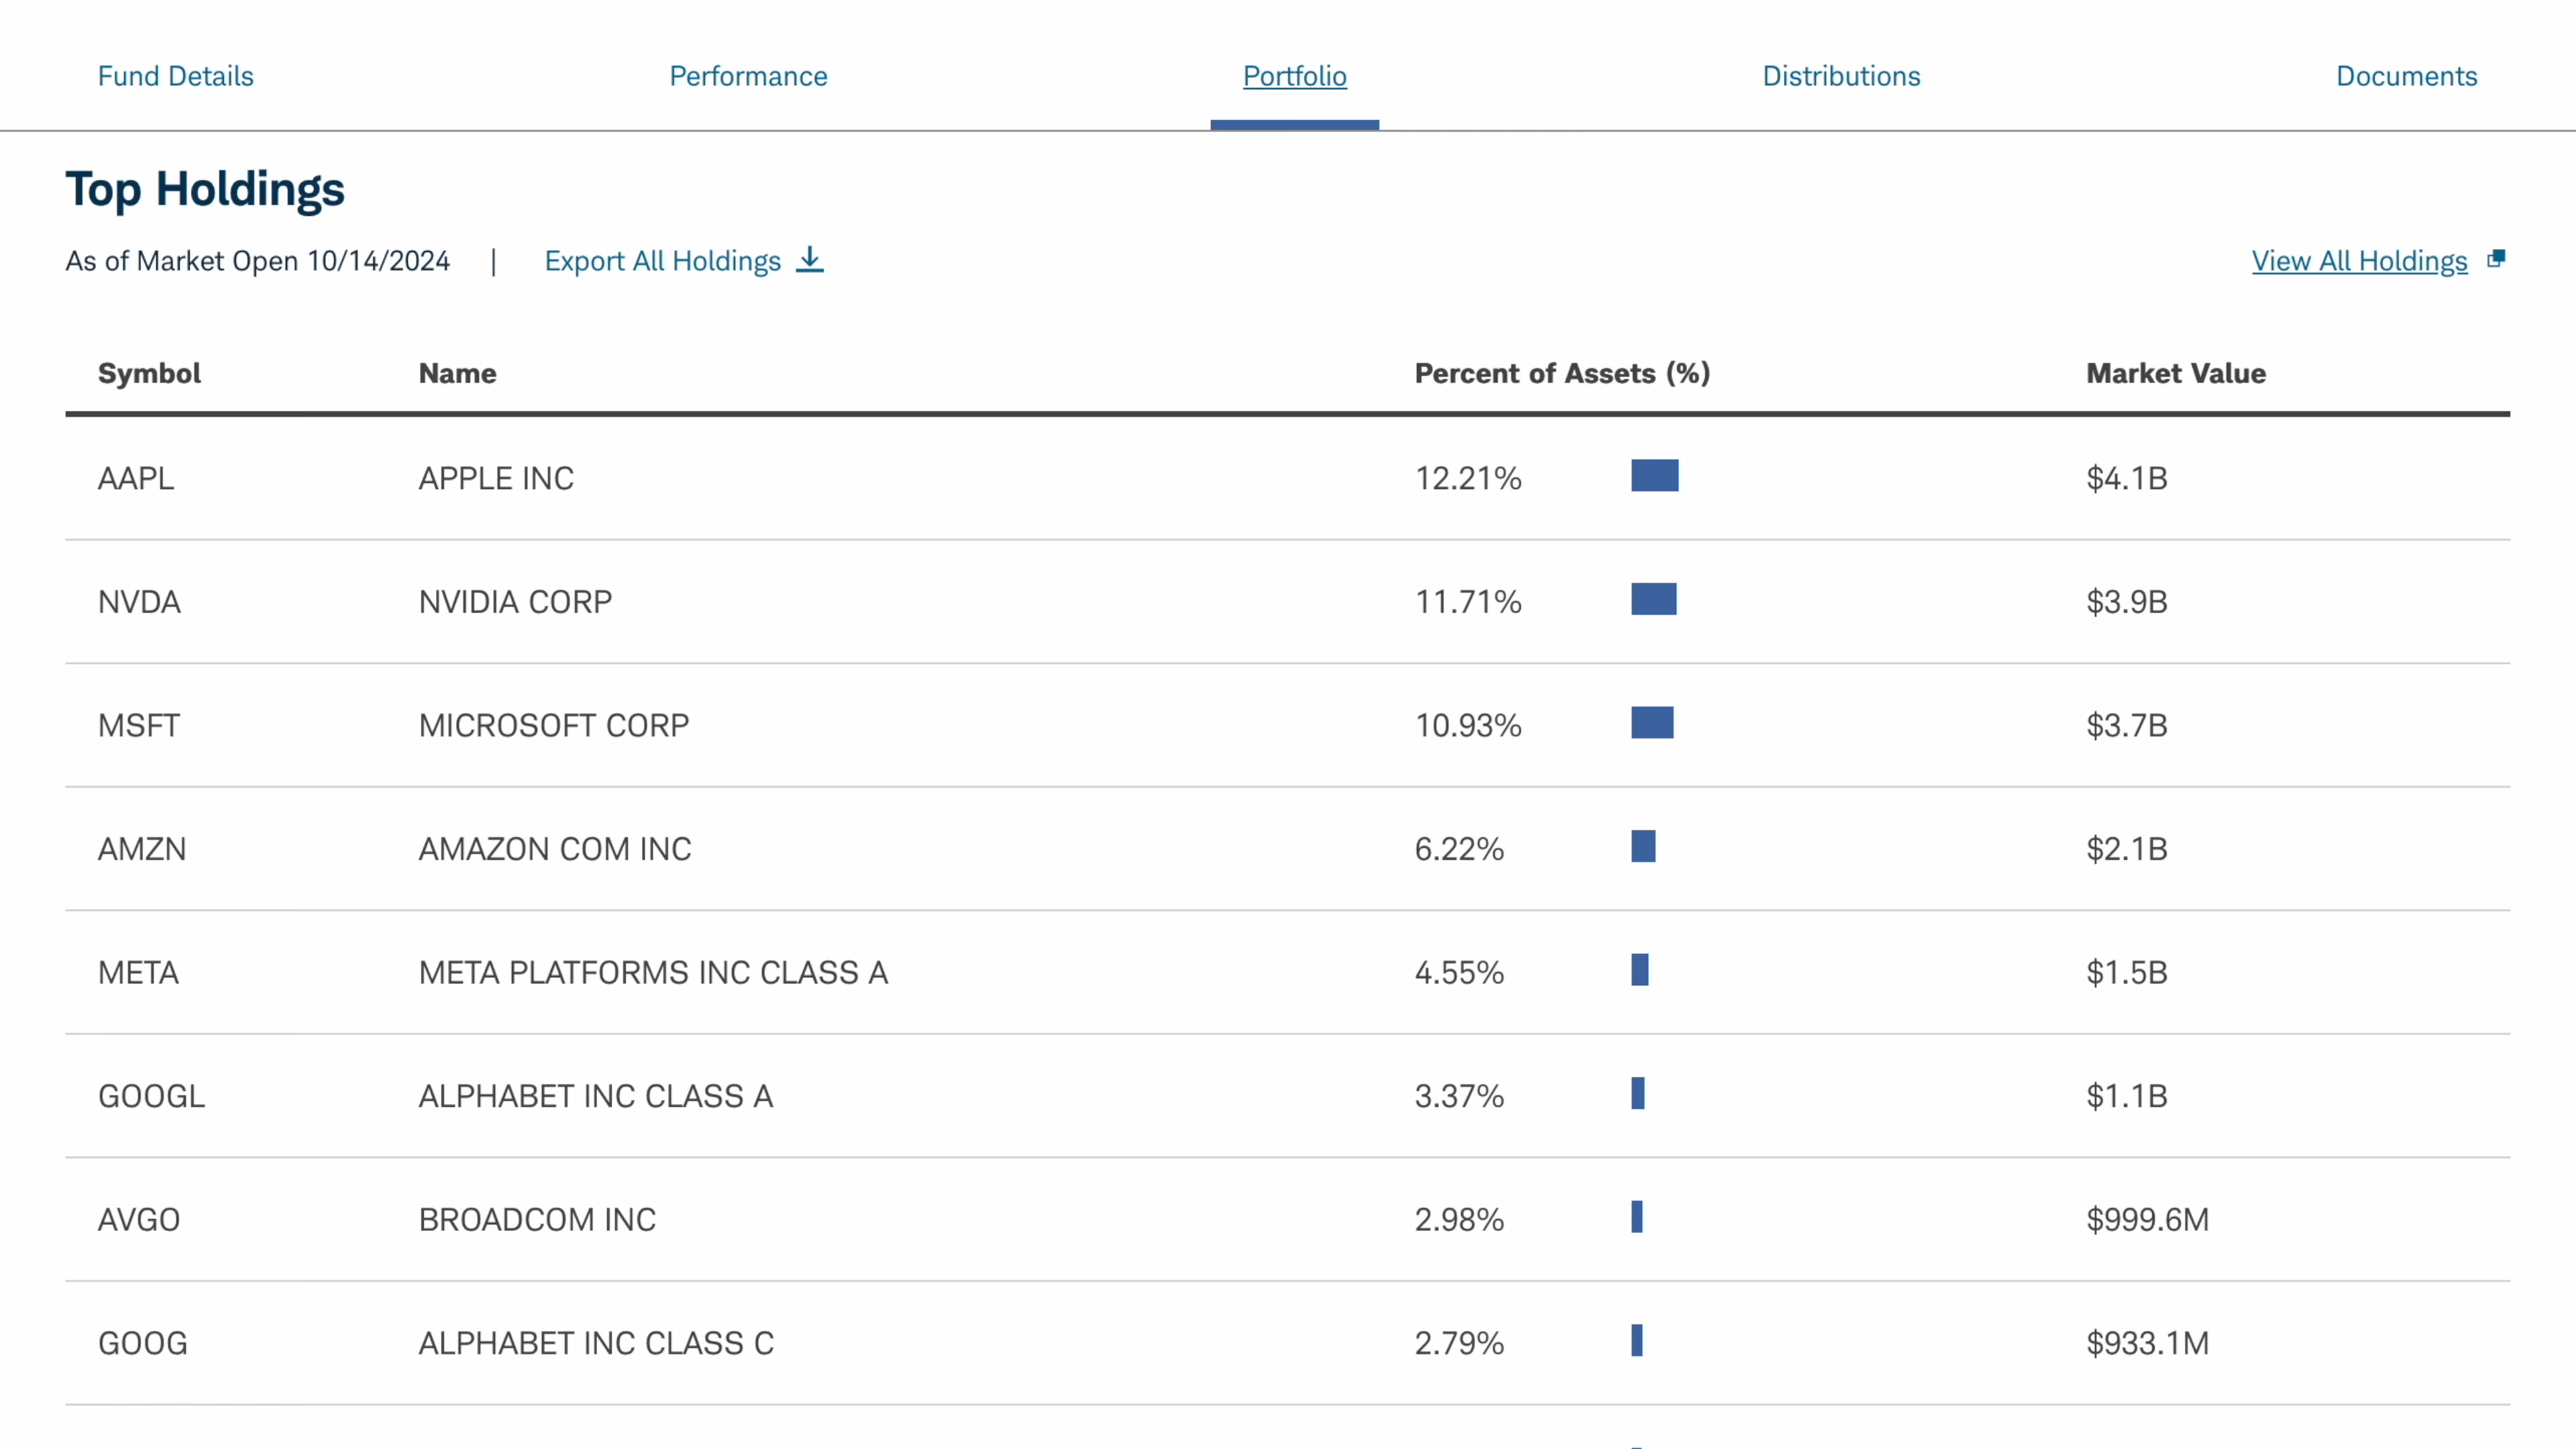 Fund Details Performance Portfolio Distributions Documents
Top Holdings
As of Market Open 10/14/2024 | Export All Holdings View All Holdings
Symbol Name Percent of Assets (%) Market Value
AAPL APPLE INC 12.21% $4.1B
NVDA NVIDIA CORP 11.71% $3.9B
MSFT MICROSOFT CORP 10.93% $3.7B
AMZN AMAZON COM INC 6.22% $2.1B
META META PLATFORMS INC CLASS A 4.55% $1.5B
GOOGL ALPHABET INC CLASS A 3.37% $1.1B
AVGO BROADCOM INC 2.98% $999.6M
GOOG ALPHABET INC CLASS C 2.79% $933.1M